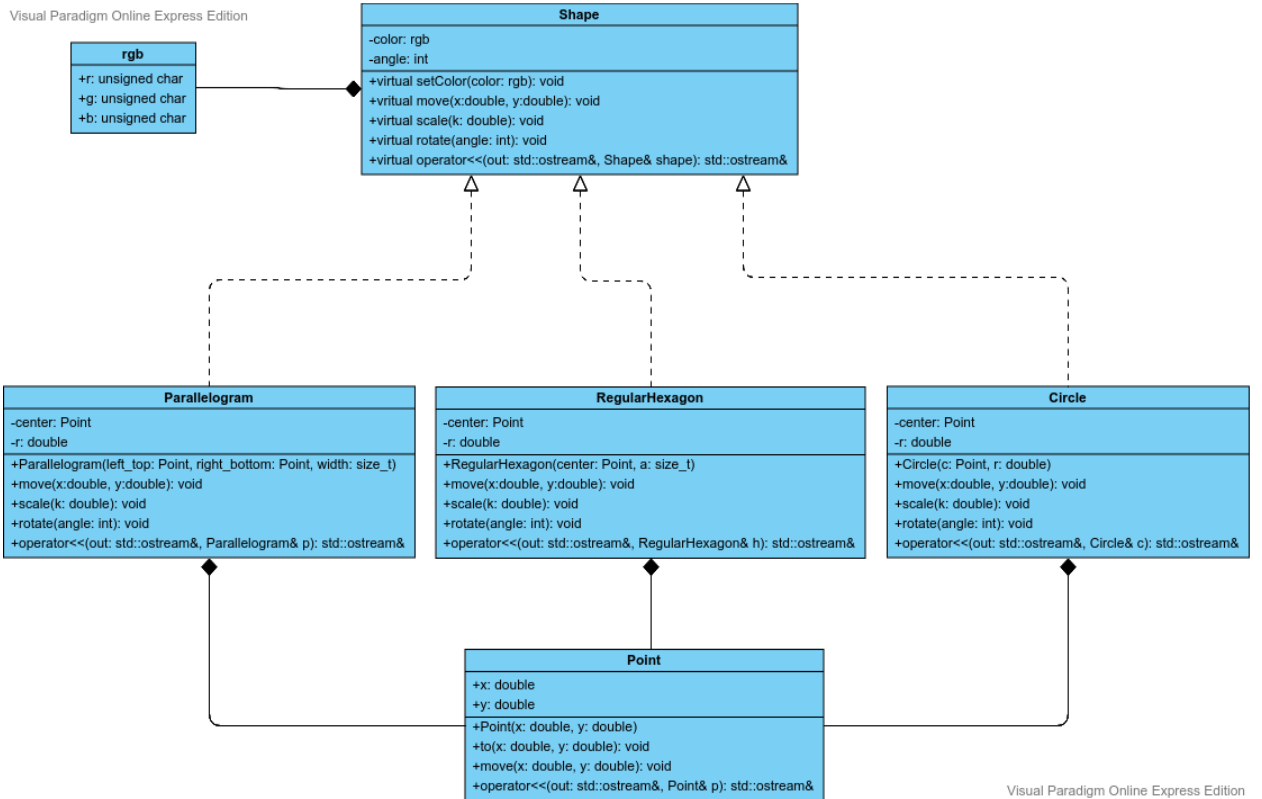 Visual Paradigm Online Express Edition
rgb
+r: unsigned char
+g: unsigned char
+b: unsigned char
Shape
-color: rgb
-angle: int
+virtual setColor(color: rgb): void
+vritual move(x:double, y:double): void
+virtual scale(k: double): void
+virtual rotate(angle: int): void
+virtual operator<<(out: std::ostream&, Shape& shape): std::ostream&
Parallelogram
-center: Point
-r: double
+Parallelogram(left_top: Point, right_bottom: Point, width: size_t)
+move(x:double, y:double): void
+scale(k: double): void
+rotate(angle: int): void
+operator<<(out: std::ostream&, Parallelogram& p): std::ostream&
RegularHexagon
-center: Point
-r: double
+RegularHexagon(center: Point, a: size_t)
+move(x:double, y:double): void
+scale(k: double): void
+rotate(angle: int): void
+operator<<(out: std::ostream&, RegularHexagon& h): std::ostream&
Circle
-center: Point
-r: double
+Circle(c: Point, r: double)
+move(x:double, y:double): void
+scale(k: double): void
+rotate(angle: int): void
+operator<<(out: std::ostream&, Circle& c): std::ostream&
Point
+x: double
+y: double
+Point(x: double, y: double)
+to(x: double, y: double): void
+move(x: double, y: double): void
+operator<<(out: std::ostream&, Point& p): std::ostream&
Visual Paradigm Online Express Edition